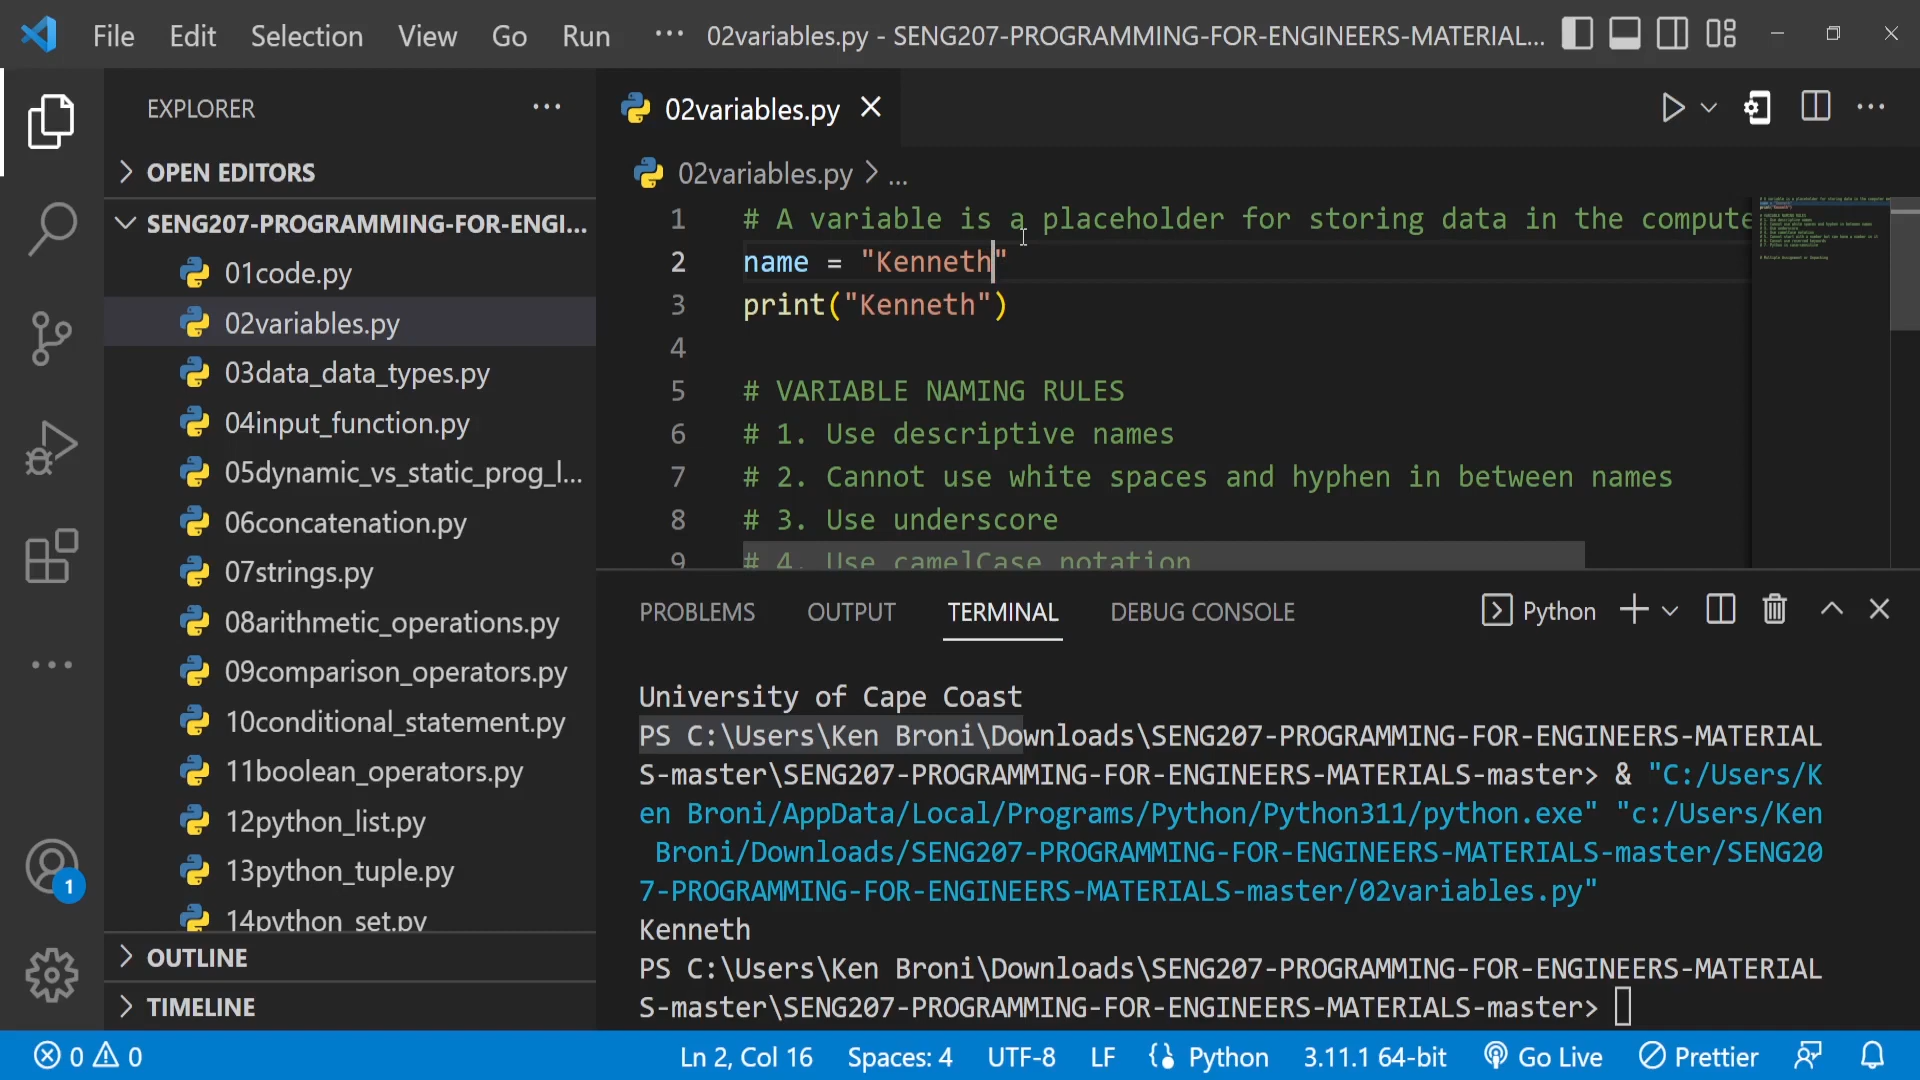 File Edit Selection View Go Run ··· 02variables.py - SENG207-PROGRAMMING-FOR-ENGINEERS-MATERIAL...
EXPLORER ···
OPEN EDITORS
SENG207-PROGRAMMING-FOR-ENGI...
01code.py
02variables.py
03data_data_types.py
04input_function.py
05dynamic_vs_static_prog_l...
06concatenation.py
07strings.py
08arithmetic_operations.py
09comparison_operators.py
10conditional_statement.py
11boolean_operators.py
12python_list.py
13python_tuple.py
14python_set.py
OUTLINE
TIMELINE
1
02variables.py
02variables.py > ...
1 # A variable is a placeholder for storing data in the compute
2 name = "Kenneth"
3 print("Kenneth")
4
5 # VARIABLE NAMING RULES
6 # 1. Use descriptive names
7 # 2. Cannot use white spaces and hyphen in between names
8 # 3. Use underscore
9 # 4. Use camelCase notation
PROBLEMS OUTPUT TERMINAL DEBUG CONSOLE Python
University of Cape Coast
PS C:\Users\Ken Broni\Downloads\SENG207-PROGRAMMING-FOR-ENGINEERS-MATERIAL
S-master\SENG207-PROGRAMMING-FOR-ENGINEERS-MATERIALS-master> & "C:/Users/K
en Broni/AppData/Local/Programs/Python/Python311/python.exe" "c:/Users/Ken
Broni/Downloads/SENG207-PROGRAMMING-FOR-ENGINEERS-MATERIALS-master/SENG20
7-PROGRAMMING-FOR-ENGINEERS-MATERIALS-master/02variables.py"
Kenneth
PS C:\Users\Ken Broni\Downloads\SENG207-PROGRAMMING-FOR-ENGINEERS-MATERIAL
S-master\SENG207-PROGRAMMING-FOR-ENGINEERS-MATERIALS-master>
0 0 Ln 2, Col 16 Spaces: 4 UTF-8 LF Python 3.11.1 64-bit Go Live Prettier